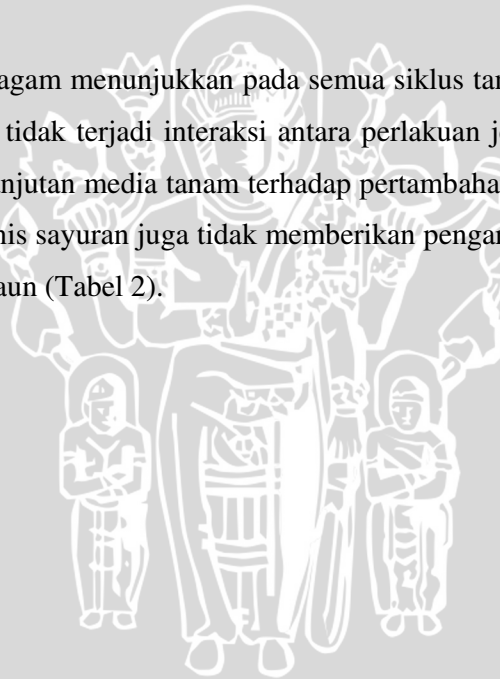 agam menunjukkan pada semua siklus tan
tidak terjadi interaksi antara perlakuan j
anjutan media tanam terhadap pertambaha
nis sayuran juga tidak memberikan pengar
aun (Tabel 2).